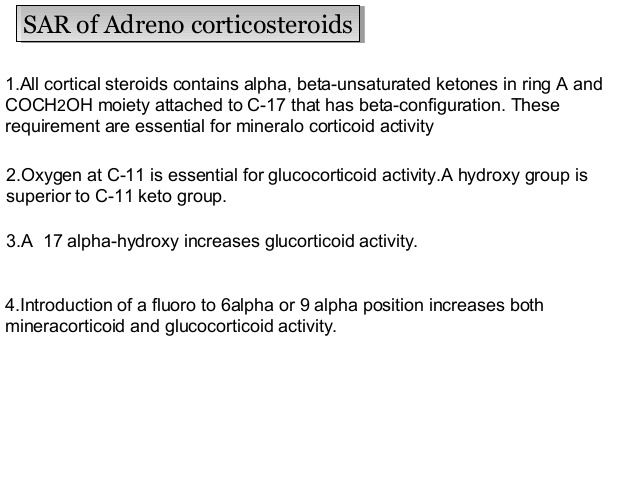 SAR of Adreno corticosteroids
1.All cortical steroids contains alpha, beta-unsaturated ketones in ring A and
COCH2OH moiety attached to C-17 that has beta-configuration. These
requirement are essential for mineralo corticoid activity
2.Oxygen at C-11 is essential for glucocorticoid activity.A hydroxy group is
superior to C-11 keto group.
3.A  17 alpha-hydroxy increases glucorticoid activity.
4.Introduction of a fluoro to 6alpha or 9 alpha position increases both
mineracorticoid and glucocorticoid activity.